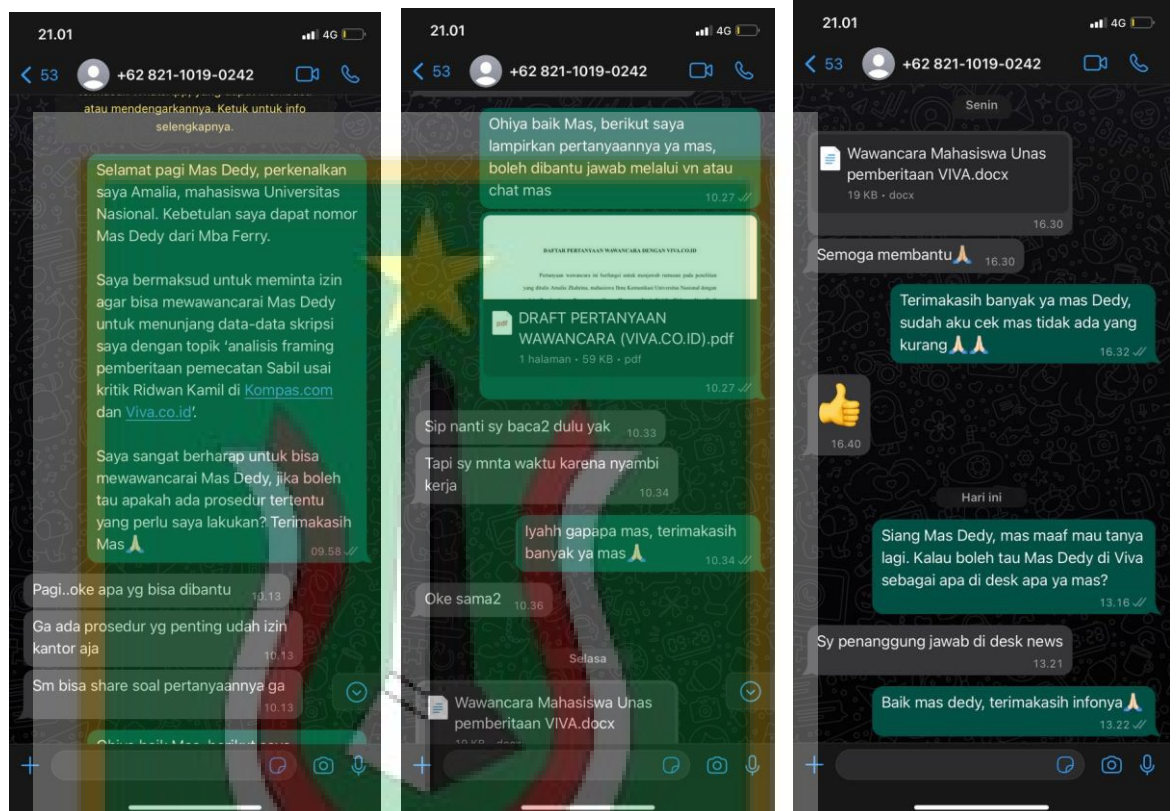 21.01
4G
53
+62 821-1019-0242
atau mendengarkannya. Ketuk untuk info
selengkapnya.
Selamat pagi Mas Dedy, perkenalkan
saya Amalia, mahasiswa Universitas
Nasional. Kebetulan saya dapat nomor
Mas Dedy dari Mba Ferry.
Saya bermaksud untuk meminta izin
agar bisa mewawancarai Mas Dedy
untuk menunjang data-data skripsi
saya dengan topik 'analisis framing
pemberitaan pemecatan Sabil usai
kritik Ridwan Kamil di Kompas.com
dan Viva.co.id'.
Saya sangat berharap untuk bisa
mewawancarai Mas Dedy, jika boleh
tau apakah ada prosedur tertentu
yang perlu saya lakukan? Terimakasih
Mas🙏🏼
09.58
Pagi..oke apa yg bisa dibantu
10.13
Ga ada prosedur yg penting udah izin
kantor aja
10.13
Sm bisa share soal pertanyaannya ga
10.13
Ohiya baik Mas, berikut saya
21.01
4G
53
+62 821-1019-0242
Ohiya baik Mas, berikut saya
lampirkan pertanyaannya ya mas,
boleh dibantu jawab melalui vn atau
chat mas
10.27
DAFTAR PERTANYAAN WAWANCARA DENGAN VIVA.CO.ID
DRAFT PERTANYAAN
WAWANCARA (VIVA.CO.ID).pdf
1 halaman • 59 KB • pdf
10.27
Sip nanti sy baca2 dulu yak
10.33
Tapi sy mnta waktu karena nyambi
kerja
10.34
Iyahh gapapa mas, terimakasih
banyak ya mas🙏🏼
10.34
Oke sama2
10.36
Selasa
Wawancara Mahasiswa Unas
pemberitaan VIVA.docx
19 KB • docx
21.01
4G
53
+62 821-1019-0242
Senin
Wawancara Mahasiswa Unas
pemberitaan VIVA.docx
19 KB • docx
16.30
Semoga membantu🙏🏼
16.30
Terimakasih banyak ya mas Dedy,
sudah aku cek mas tidak ada yang
kurang🙏🏼🙏🏼
16.32
👍
16.40
Hari ini
Siang Mas Dedy, mas maaf mau tanya
lagi. Kalau boleh tau Mas Dedy di Viva
sebagai apa di desk apa ya mas?
13.16
Sy penanggung jawab di desk news
13.21
Baik mas dedy, terimakasih infonya🙏🏼
13.22